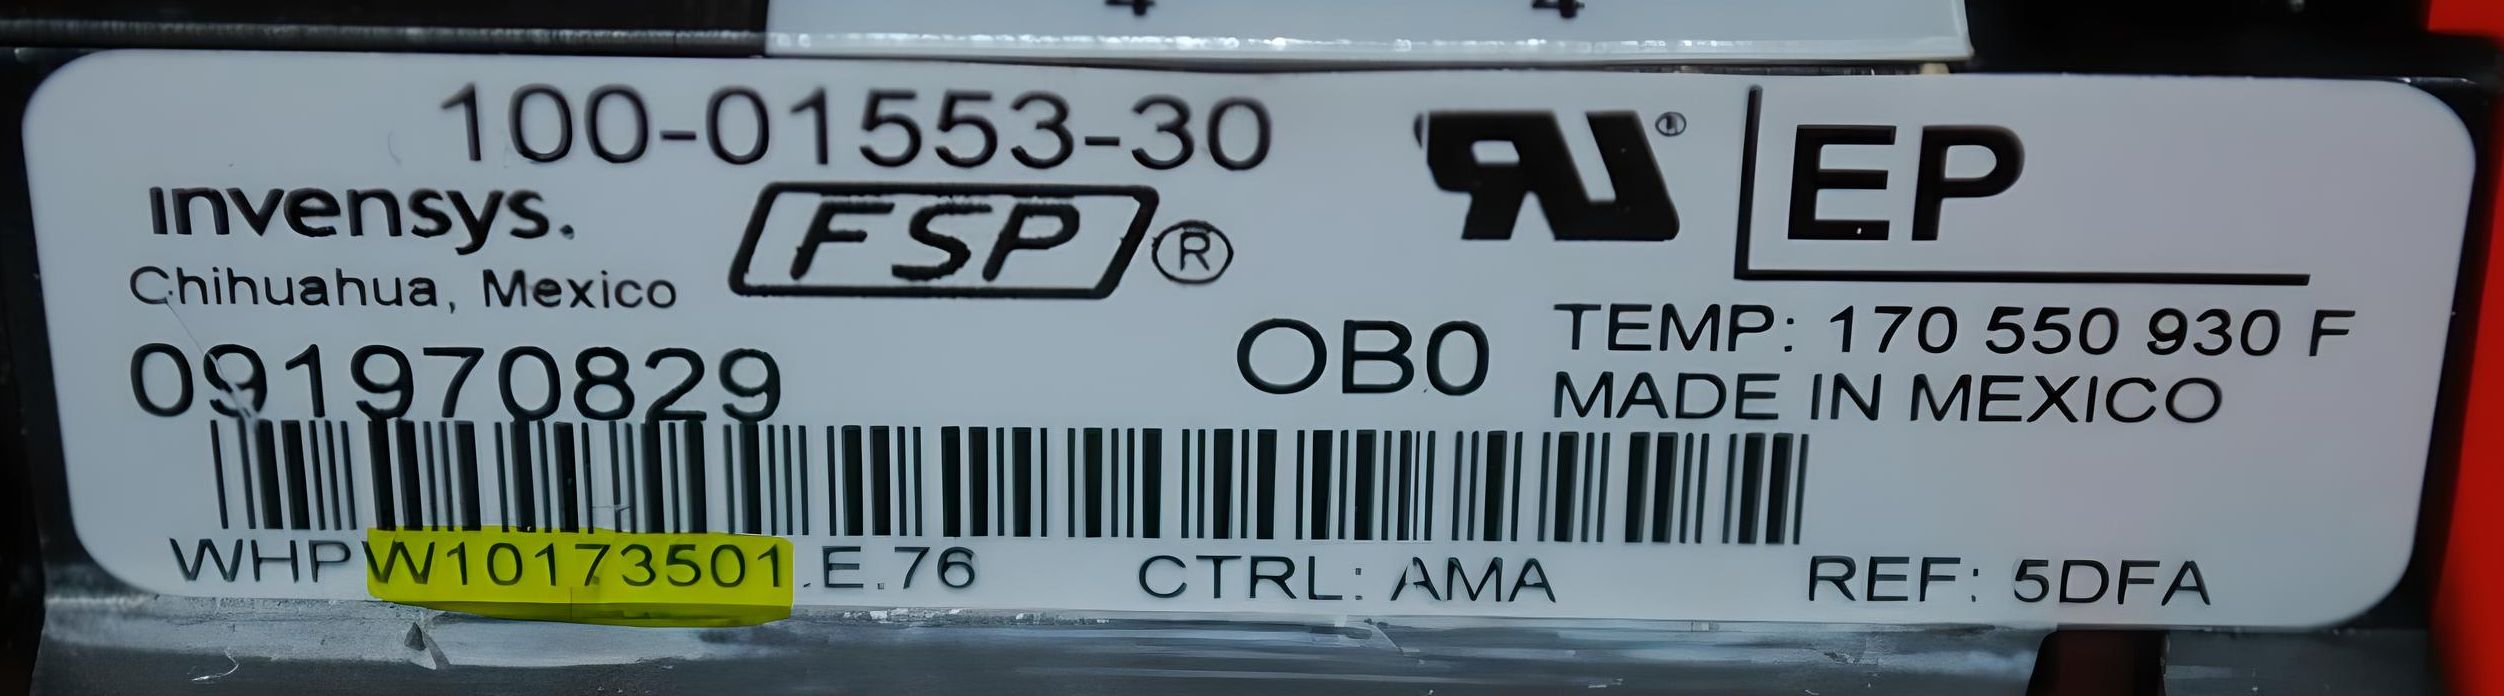 100-01553-30
invensys.
FSP®
Chihuahua, Mexico
EP
091970829
OB0
TEMP: 170 550 930 F
MADE IN MEXICO
WHPW10173501.E.76 CTRL: AMA REF: 5DFA